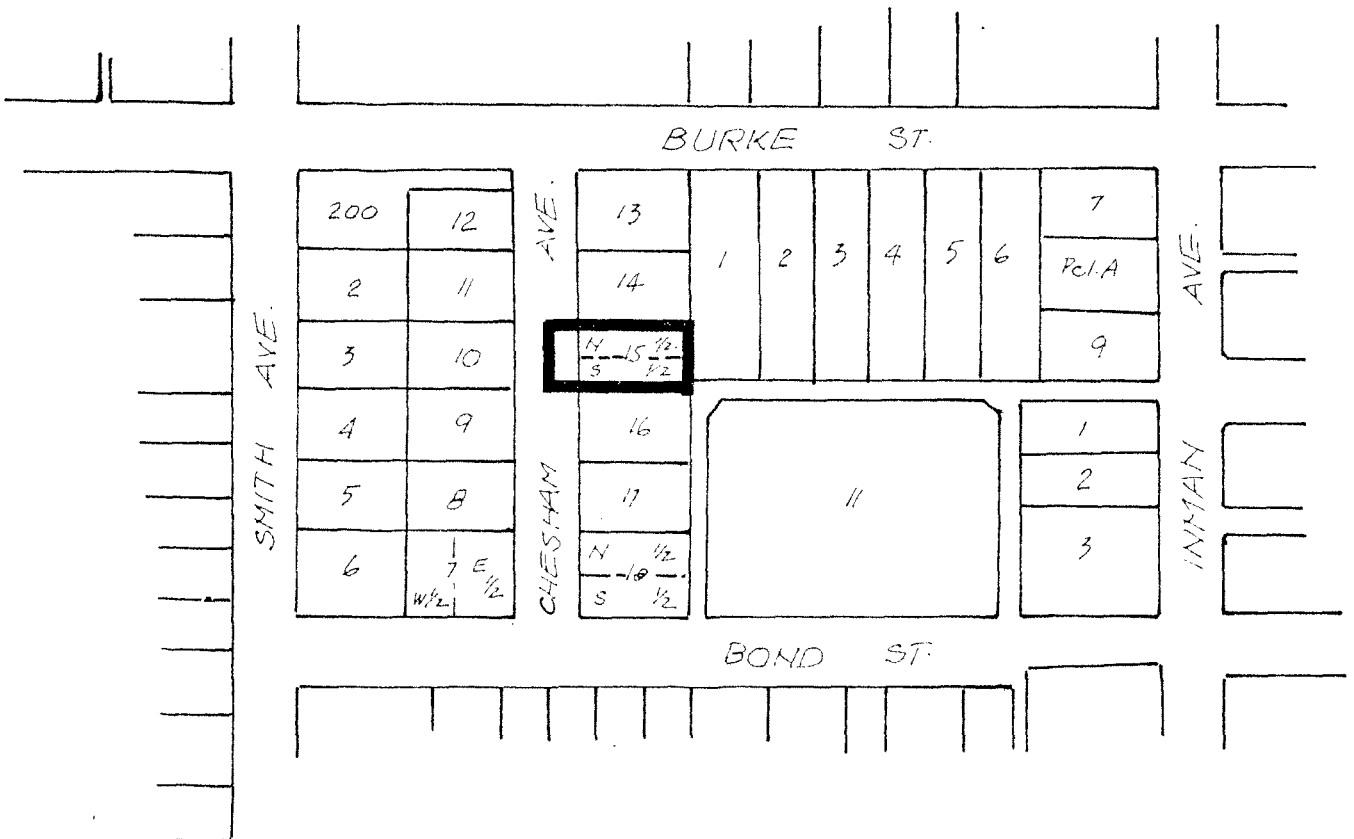 BURKE ST.
SMITH AVE.
CHESHAM AVE.
INMAN AVE.
BOND ST.
200
12
2
11
3
10
4
9
5
8
6
7
W.1/2
E 1/2
13
14
N 1/2
15
S 1/2
16
17
N 1/2
18
S 1/2
1
2
3
4
5
6
7
Pcl. A
9
11
1
2
3